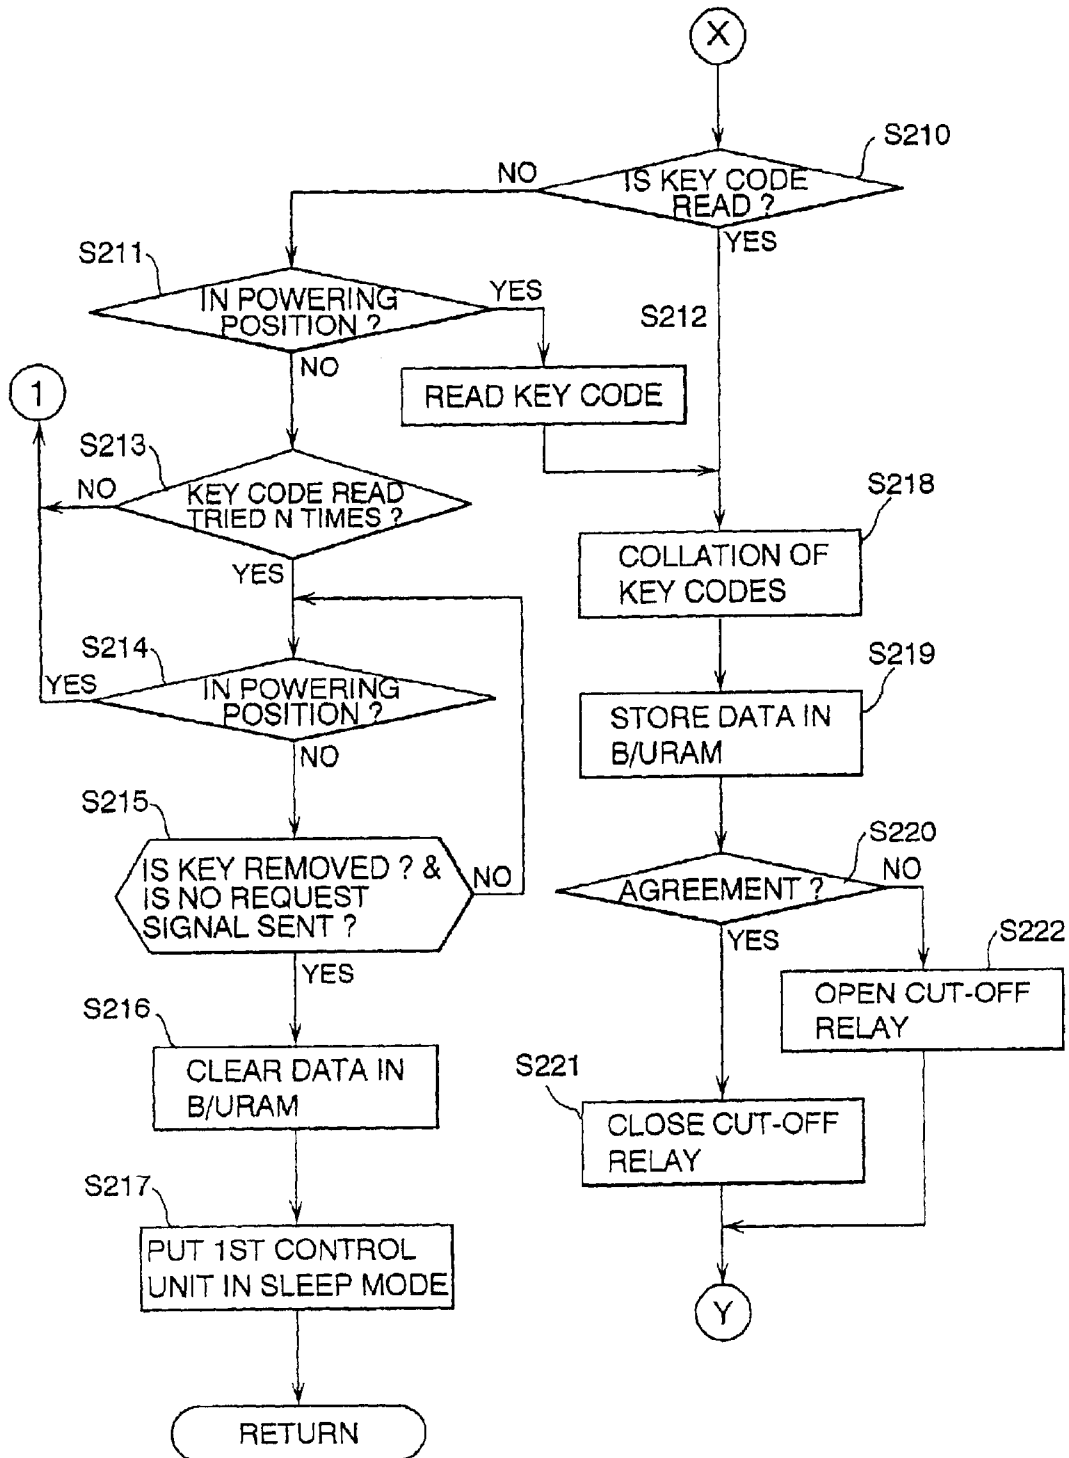 X
S210
NO
IS KEY CODE
READ ?
YES
S211
IN POWERING
POSITION ?
YES
NO
S212
READ KEY CODE
1
S213
NO
KEY CODE READ
TRIED N TIMES ?
YES
S218
COLLATION OF
KEY CODES
S214
YES
IN POWERING
POSITION ?
NO
S219
STORE DATA IN
B/URAM
S215
IS KEY REMOVED ? &
IS NO REQUEST
SIGNAL SENT ?
NO
YES
S220
AGREEMENT ?
NO
YES
S222
OPEN CUT-OFF
RELAY
S216
CLEAR DATA IN
B/URAM
S221
CLOSE CUT-OFF
RELAY
S217
PUT 1ST CONTROL
UNIT IN SLEEP MODE
Y
RETURN